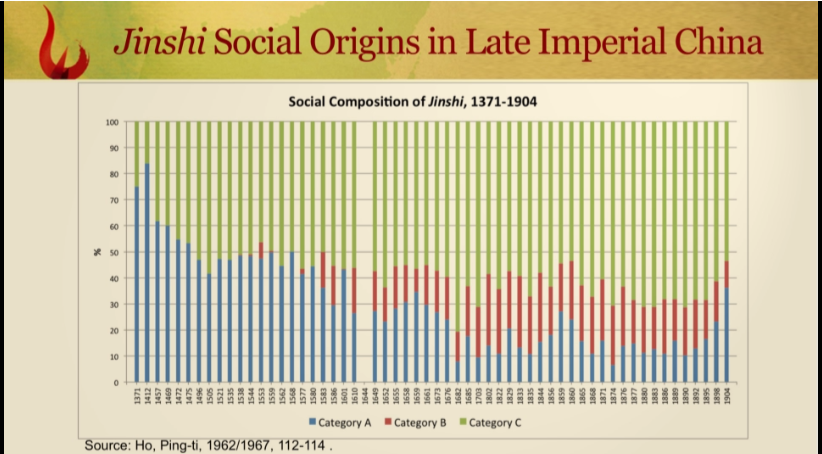 Jinshi Social Origins in Late Imperial China
Social Composition of Jinshi, 1371-1904
100
90
80
70
60
50
40
30
20
10
0
%
1371 1412 1457 1469 1472 1475 1496 1505 1521 1535 1538 1544 1553 1559 1562 1568 1577 1580 1583 1586 1601 1610 1644 1649 1652 1655 1658 1659 1661 1673 1676 1682 1685 1703 1802 1822 1829 1833 1835 1844 1856 1859 1860 1865 1868 1871 1874 1876 1877 1880 1883 1886 1889 1890 1892 1895 1898 1904
Category A Category B Category C
Source: Ho, Ping-ti, 1962/1967, 112-114 .